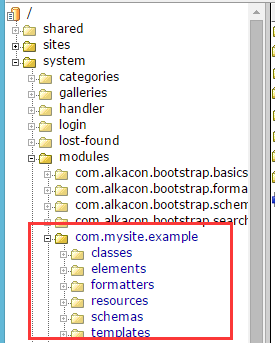 /
shared
sites
system
categories
galleries
handler
login
lost-found
modules
com.alkacon.bootstrap.basics
com.alkacon.bootstrap.forma
com.alkacon.bootstrap.schem
com.alkacon.bootstrap.search
com.mysite.example
classes
elements
formatters
resources
schemas
templates